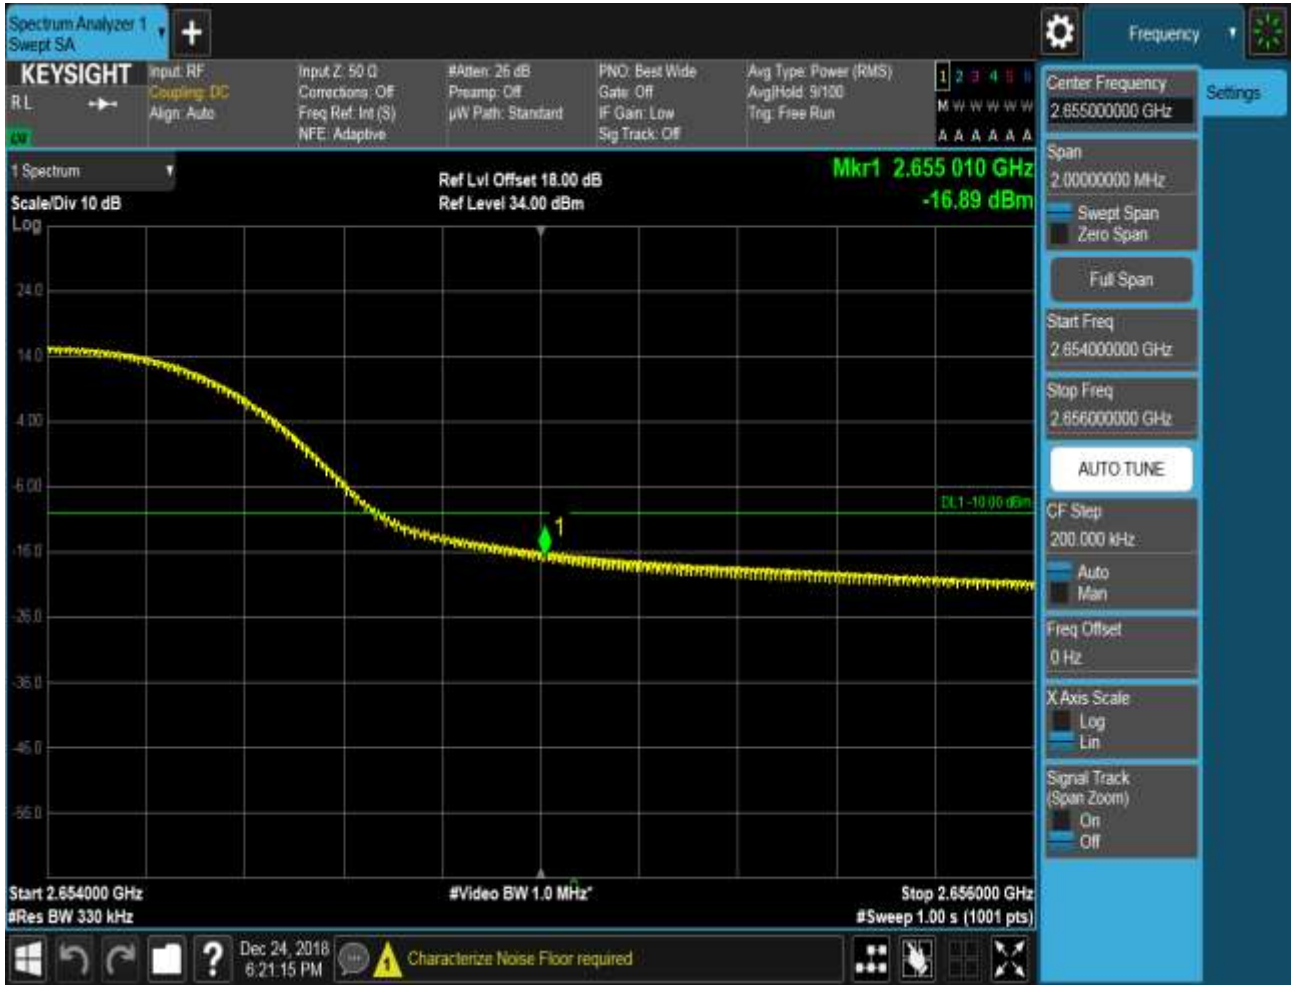 Spectrum Analyzer 1
Swept SA
+
Frequency
KEYSIGHT
R L
LW
Input: RF
Coupling: DC
Align: Auto
Input Z: 50 Ω
Corrections: Off
Freq Ref: Int (S)
NFE: Adaptive
#Atten: 26 dB
Preamp: Off
µW Path: Standard
PNO: Best Wide
Gate: Off
IF Gain: Low
Sig Track: Off
Avg Type: Power (RMS)
Avg|Hold: 9/100
Trig: Free Run
1 2 3 4 5 6
M W W W W W
A A A A A A
1 Spectrum
Scale/Div 10 dB
Log
Ref Lvl Offset 18.00 dB
Ref Level 34.00 dBm
Mkr1 2.655 010 GHz
-16.89 dBm
24.0
14.0
4.00
-6.00
-16.0
-26.0
-36.0
-46.0
-56.0
DL1 -10.00 dBm
1
Start 2.654000 GHz
#Res BW 330 kHz
#Video BW 1.0 MHz*
Stop 2.656000 GHz
#Sweep 1.00 s (1001 pts)
Dec 24, 2018
6:21:15 PM
Characterize Noise Floor required
Center Frequency
2.655000000 GHz
Settings
Span
2.00000000 MHz
Swept Span
Zero Span
Full Span
Start Freq
2.654000000 GHz
Stop Freq
2.656000000 GHz
AUTO TUNE
CF Step
200.000 kHz
Auto
Man
Freq Offset
0 Hz
X Axis Scale
Log
Lin
Signal Track
(Span Zoom)
On
Off